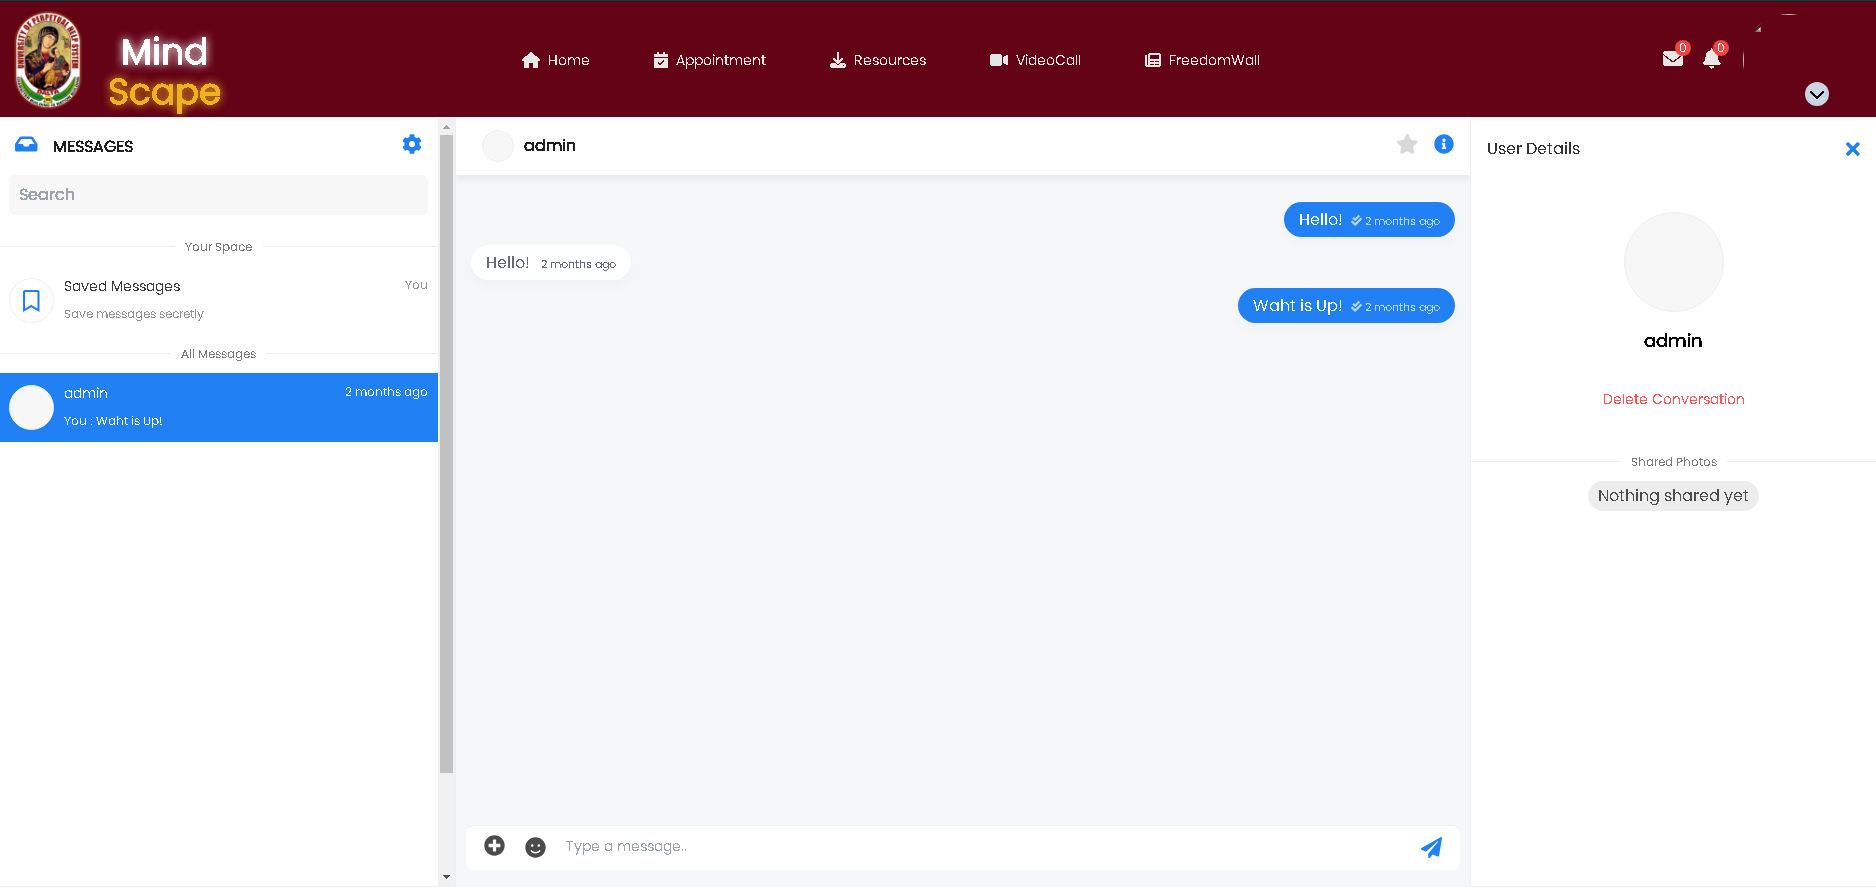 Mind
Scape
Home
Appointment
Resources
VideoCall
FreedomWall
0
0
MESSAGES
Search
Your Space
Saved Messages
You
Save messages secretly
All Messages
admin
2 months ago
You : Waht is Up!
admin
Hello! 2 months ago
Hello! 2 months ago
Waht is Up! 2 months ago
Type a message..
User Details
admin
Delete Conversation
Shared Photos
Nothing shared yet